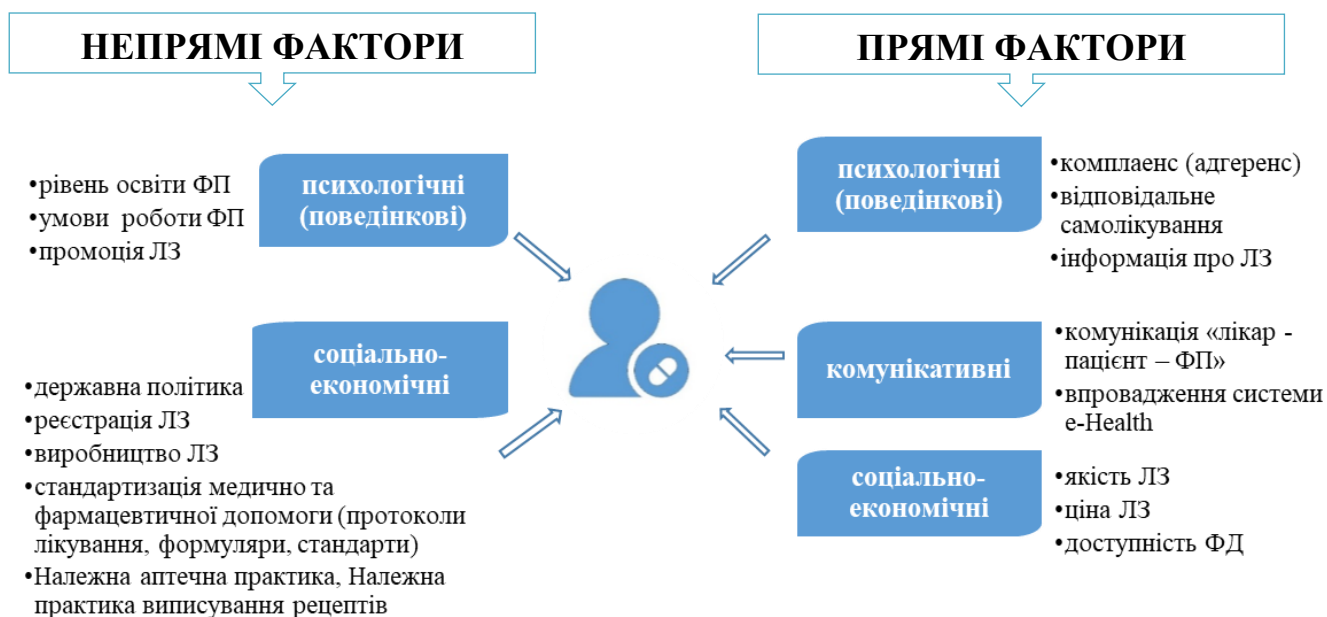 НЕПРЯМІ ФАКТОРИ
психологічні
(поведінкові)
•рівень освіти ФП
•умови роботи ФП
•промоція ЛЗ
соціально-
економічні
•державна політика
•реєстрація ЛЗ
•виробництво ЛЗ
•стандартизація медично та
фармацевтичної допомоги (протоколи
лікування, формуляри, стандарти)
•Належна аптечна практика, Належна
практика виписування рецептів
ПРЯМІ ФАКТОРИ
психологічні
(поведінкові)
•комплаенс (адгеренс)
•відповідальне
самолікування
•інформація про ЛЗ
комунікативні
•комунікація «лікар -
пацієнт – ФП»
•впровадження системи
e-Health
соціально-
економічні
•якість ЛЗ
•ціна ЛЗ
•доступність ФД